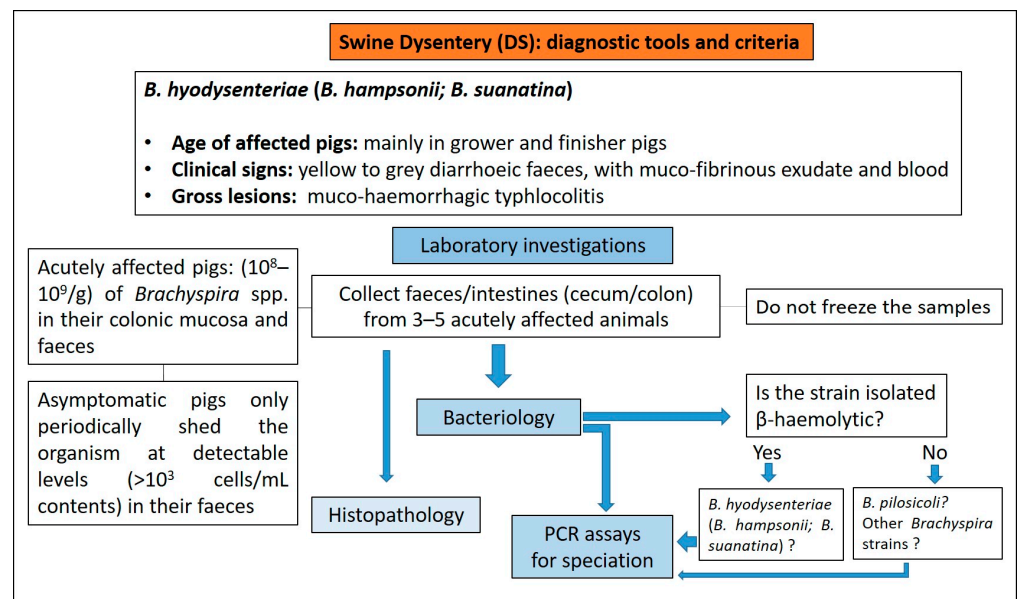 Swine Dysentery (DS): diagnostic tools and criteria
B. hyodysenteriae (B. hampsonii; B. suanatina)
• Age of affected pigs: mainly in grower and finisher pigs
• Clinical signs: yellow to grey diarrhoeic faeces, with muco-fibrinous exudate and blood
• Gross lesions: muco-haemorrhagic typhlocolitis
Laboratory investigations
Acutely affected pigs: (10⁸–
10⁹/g) of Brachyspira spp.
in their colonic mucosa and
faeces
Collect faeces/intestines (cecum/colon)
from 3–5 acutely affected animals
Do not freeze the samples
Asymptomatic pigs only
periodically shed the
organism at detectable
levels (>10³ cells/mL
contents) in their faeces
Bacteriology
Is the strain isolated
β-haemolytic?
Yes
No
Histopathology
PCR assays
for speciation
B. hyodysenteriae
(B. hampsonii; B.
suanatina) ?
B. pilosicoli?
Other Brachyspira
strains ?